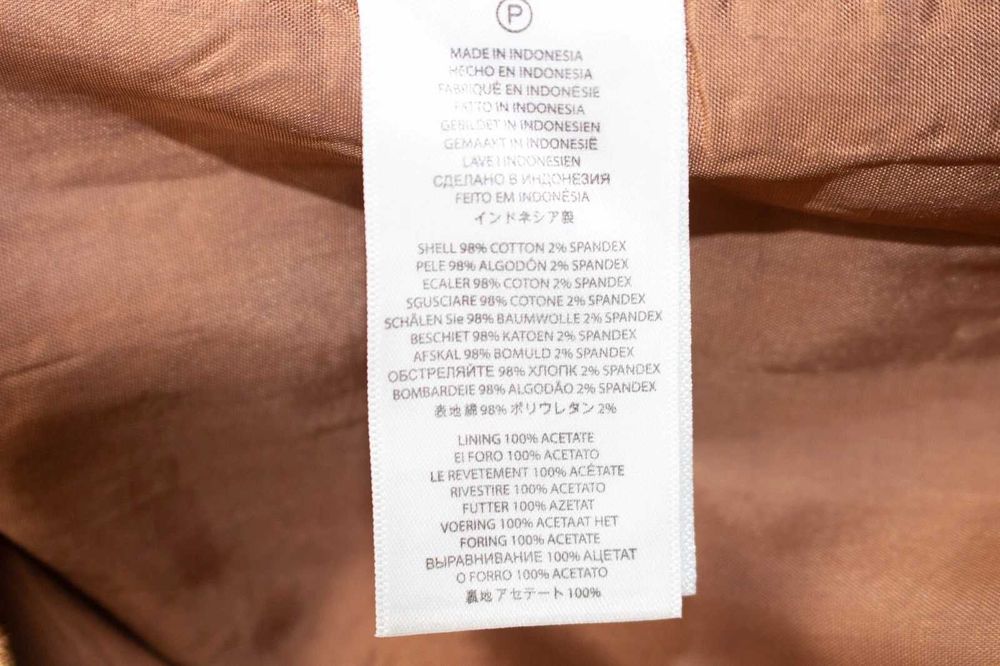 P
MADE IN INDONESIA
HECHO EN INDONESIA
FABRIQUÉ EN INDONÉSIE
FATTO IN INDONESIA
GEBILDET IN INDONESIEN
GEMAAKT IN INDONESIË
LAVE I INDONESIEN
СДЕЛАНО В ИНДОНЕЗИЯ
FEITO EM INDONÉSIA
インドネシア製
SHELL 98% COTTON 2% SPANDEX
PELE 98% ALGODÓN 2% SPANDEX
ECALER 98% COTON 2% SPANDEX
SGUSCIARE 98% COTONE 2% SPANDEX
SCHÄLEN Sie 98% BAUMWOLLE 2% SPANDEX
BESCHIET 98% KATOEN 2% SPANDEX
AFSKAL 98% BOMULD 2% SPANDEX
ОБСТРЕЛЯЙТЕ 98% ХЛОПК 2% SPANDEX
BOMBARDEIE 98% ALGODÃO 2% SPANDEX
表地 綿 98% ポリウレタン 2%
LINING 100% ACETATE
El FORO 100% ACETATO
LE REVETEMENT 100% ACÉTATE
RIVESTIRE 100% ACETATO
FUTTER 100% AZETAT
VOERING 100% ACETAAT HET
FORING 100% ACETATE
ВЫРАВНИВАНИЕ 100% АЦЕТАТ
O FORRO 100% ACETATO
裏地 アセテート 100%